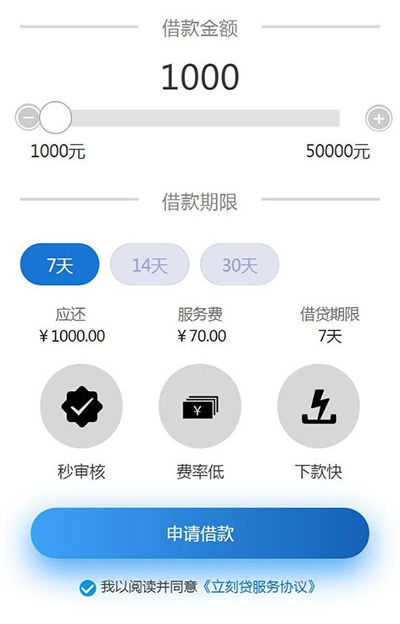 借款金额
1000
1000元 50000元
借款期限
7天 14天 30天
应还 服务费 借贷期限
￥1000.00 ￥70.00 7天
￥
秒审核 费率低 下款快
申请借款
我以阅读并同意《立刻贷服务协议》